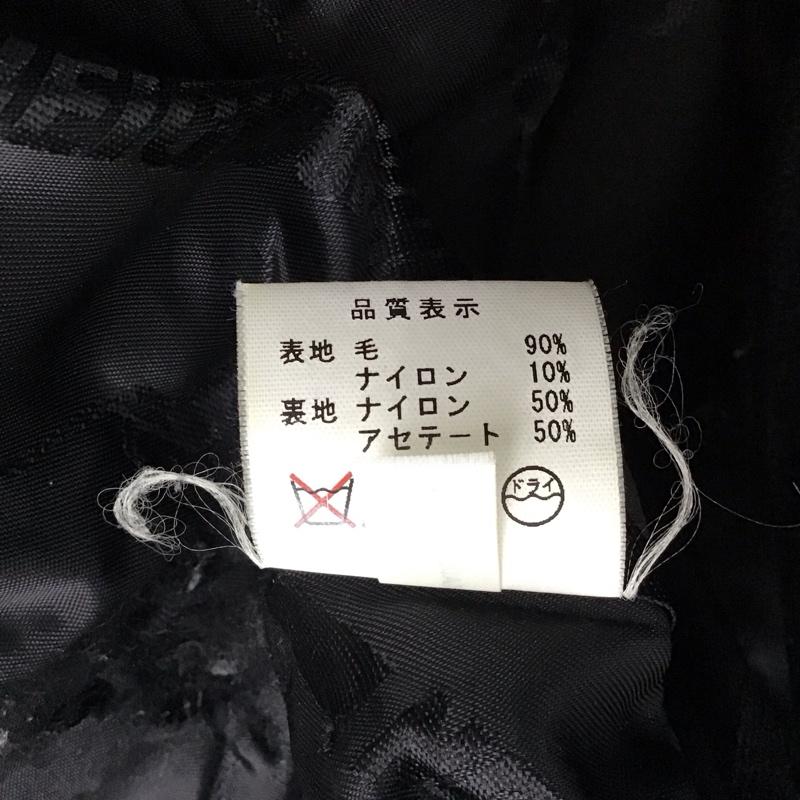 品質表示
表地 毛 90%
ナイロン 10%
裏地 ナイロン 50%
アセテート 50%
ドライ